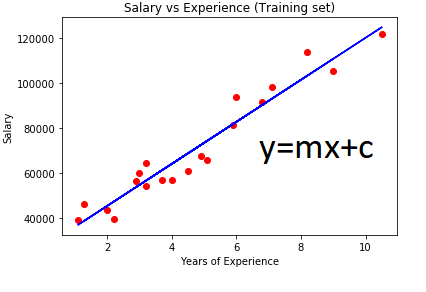 Salary vs Experience (Training set)
120000
100000
80000
60000
40000
Salary
y=mx+c
2
4
6
8
10
Years of Experience